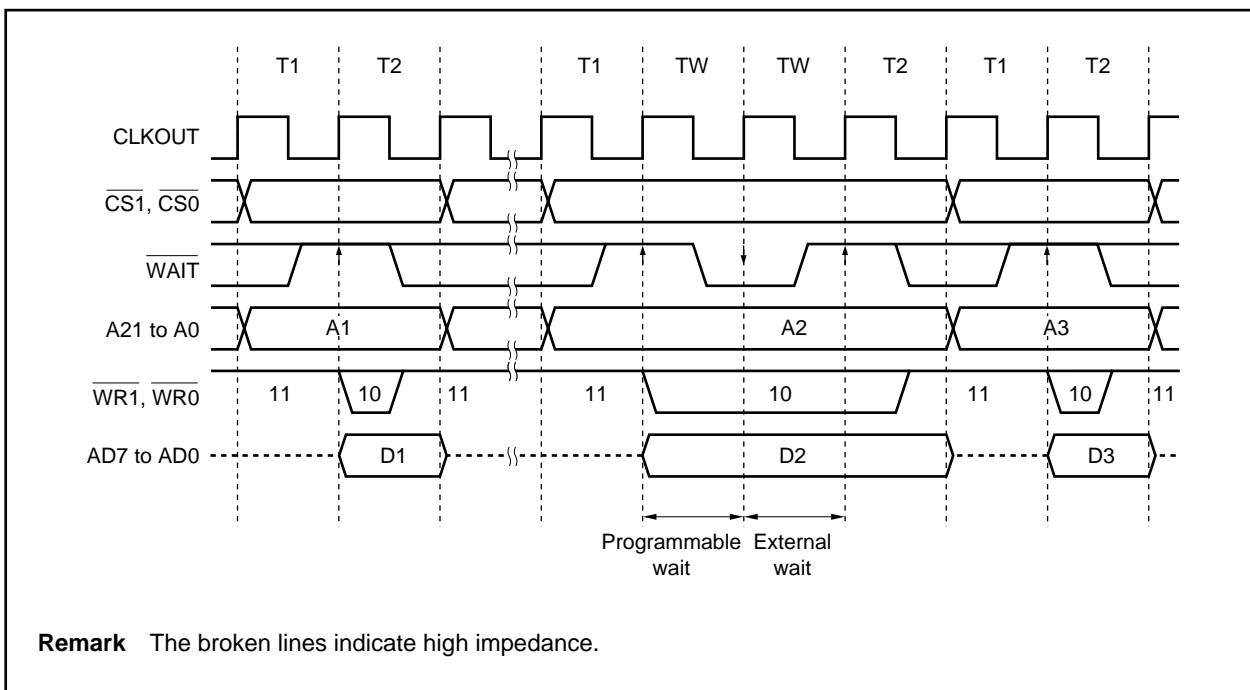 T1 T2 T1 TW TW T2 T1 T2
CLKOUT
CS1, CS0
WAIT
A21 to A0 A1 A2 A3
WR1, WR0 11 10 11 11 10 11 10 11
AD7 to AD0 D1 D2 D3
Programmable wait
External wait
Remark The broken lines indicate high impedance.